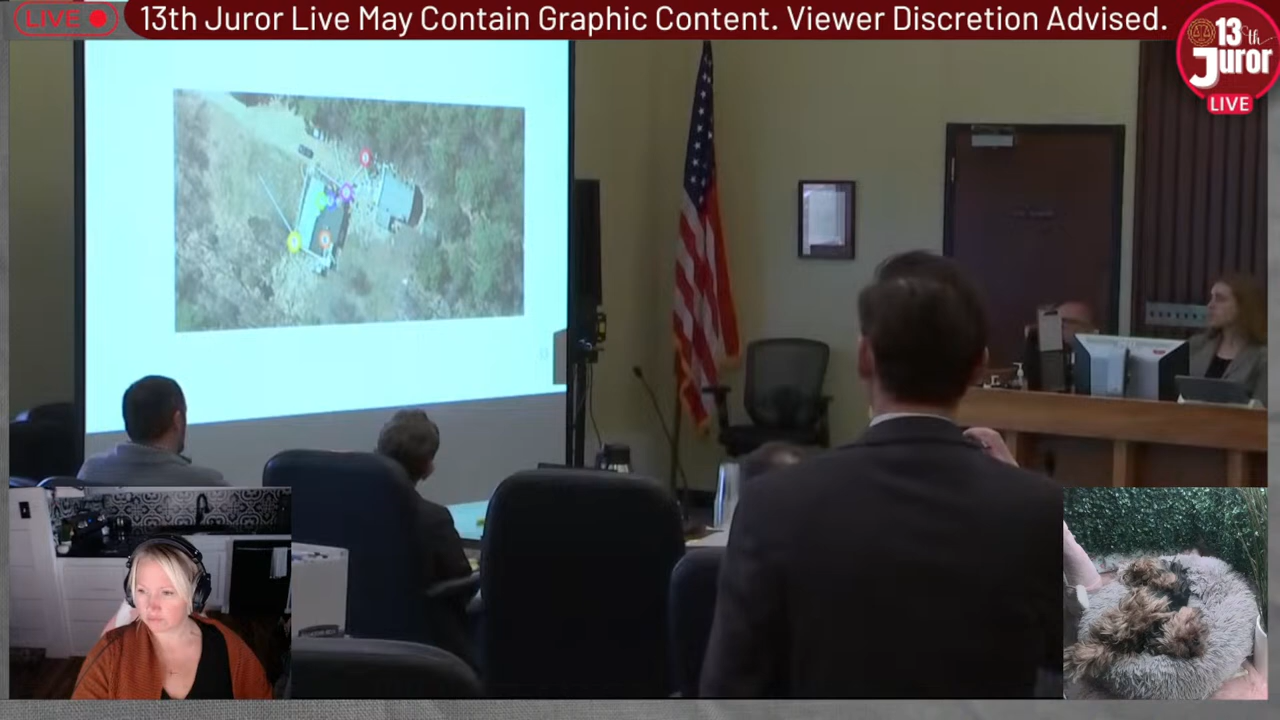 LIVE
13th Juror Live May Contain Graphic Content. Viewer Discretion Advised.
13th
Juror
LIVE